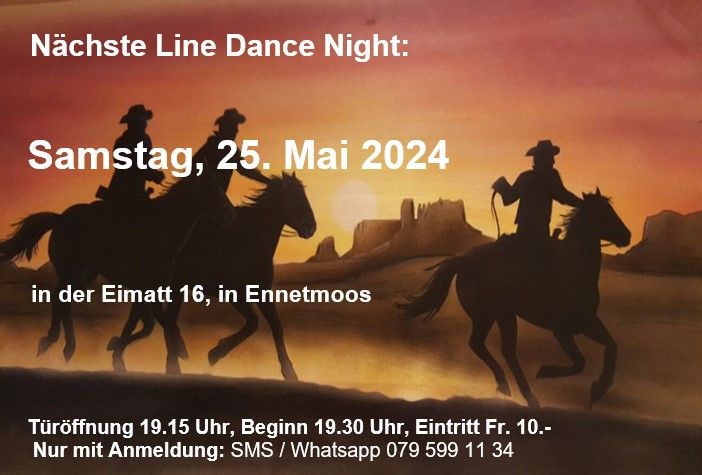 Nächste Line Dance Night:
Samstag, 25. Mai 2024
in der Eimatt 16, in Ennetmoos
Türöffnung 19.15 Uhr, Beginn 19.30 Uhr, Eintritt Fr. 10.-
Nur mit Anmeldung: SMS / Whatsapp 079 599 11 34